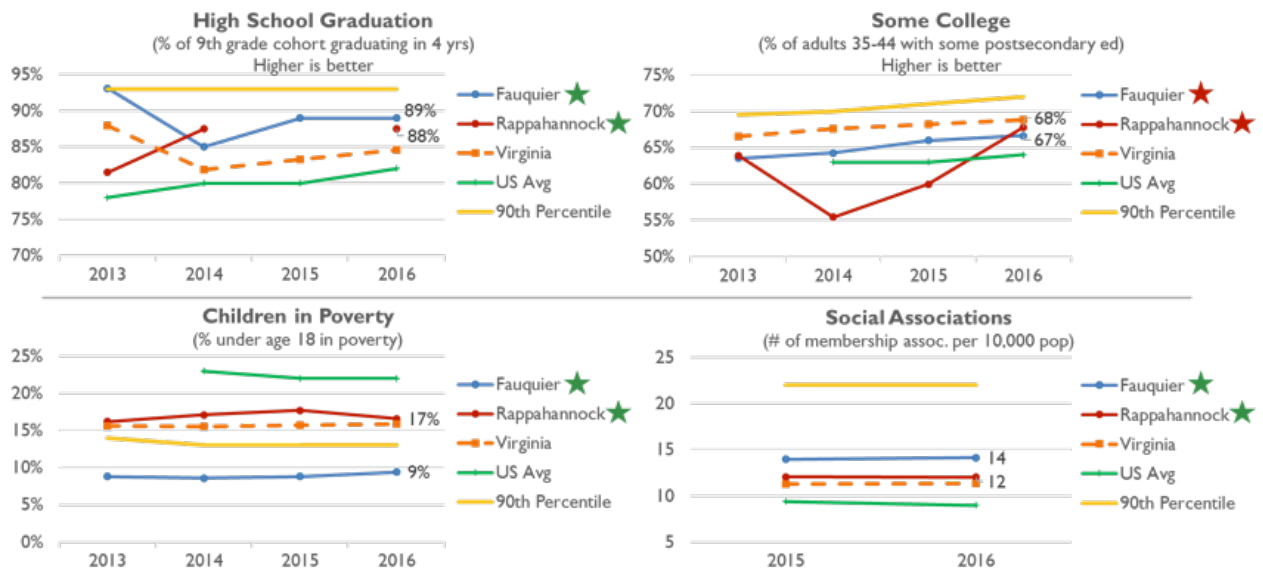 High School Graduation
(% of 9th grade cohort graduating in 4 yrs)
Higher is better
95%
90%
85%
80%
75%
70%
89%
88%
2013 2014 2015 2016
Fauquier
Rappahannock
Virginia
US Avg
90th Percentile
Some College
(% of adults 35-44 with some postsecondary ed)
Higher is better
75%
70%
65%
60%
55%
50%
68%
67%
2013 2014 2015 2016
Fauquier
Rappahannock
Virginia
US Avg
90th Percentile
Children in Poverty
(% under age 18 in poverty)
25%
20%
15%
10%
5%
0%
17%
9%
2013 2014 2015 2016
Fauquier
Rappahannock
Virginia
US Avg
90th Percentile
Social Associations
(# of membership assoc. per 10,000 pop)
25
20
15
10
5
14
12
2015 2016
Fauquier
Rappahannock
Virginia
US Avg
90th Percentile